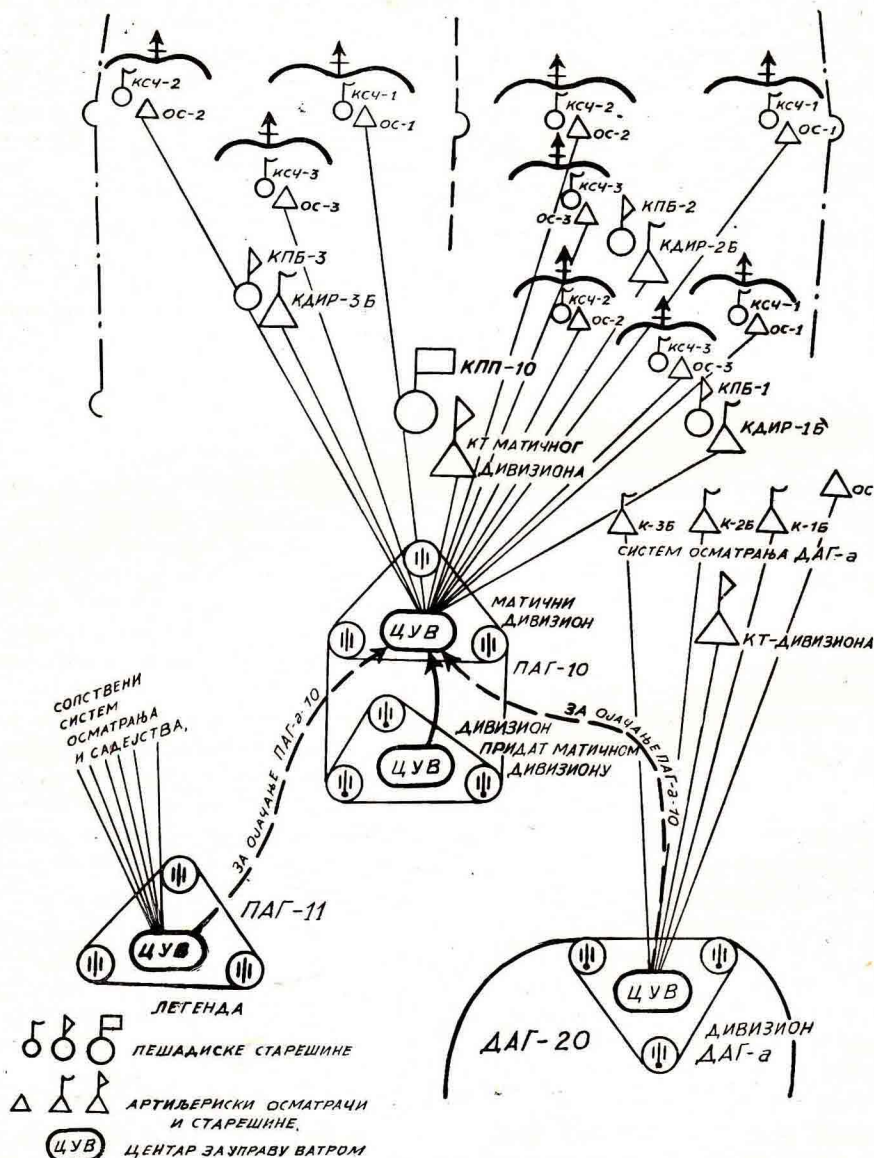 КСЧ-2
ОС-2
КСЧ-1
ОС-1
КСЧ-2
ОС-2
КСЧ-1
ОС-1
КСЧ-3
ОС-3
КСЧ-3
ОС-3
КПБ-2
КДИР-2Б
КПБ-3
КДИР-3Б
КСЧ-2
ОС-2
КСЧ-1
ОС-1
КСЧ-3
ОС-3
КПП-10
КПБ-1
КДИР-1Б
КТ МАТИЧНОГ
ДИВИЗИОНА
ОС
К-3Б
К-2Б
К-1Б
СИСТЕМ ОСМАТРАЊА ДАГ-а
МАТИЧНИ
ДИВИЗИОН
ЦУВ
КТ-ДИВИЗИОНА
ПАГ-10
СОПСТВЕНИ
СИСТЕМ
ОСМАТРАЊА
И САДЕЈСТВА,
ЗА ОЈАЧАЊЕ ПАГ-а-10
ДИВИЗИОН
ПРИДАТ МАТИЧНОМ
ДИВИЗИОНУ
ЦУВ
ЗА ОЈАЧАЊЕ ПАГ-а-10
ПАГ-11
ЦУВ
ЦУВ
ДАГ-20
ДИВИЗИОН
ДАГ-а
ЛЕГЕНДА
ПЕШАДИСКЕ СТАРЕШИНЕ
АРТИЉЕРИСКИ ОСМАТРАЧИ
И СТАРЕШИНЕ,
ЦУВ ЦЕНТАР ЗА УПРАВУ ВАТРОМ